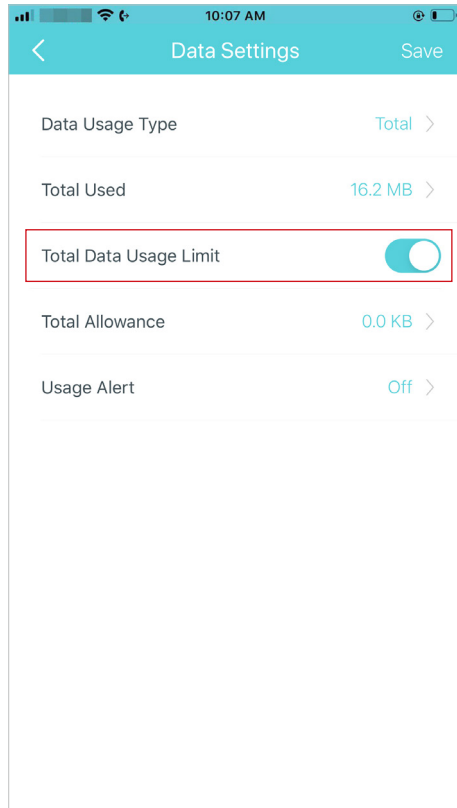 10:07 AM
Data Settings Save
Data Usage Type Total
Total Used 16.2 MB
Total Data Usage Limit
Total Allowance 0.0 KB
Usage Alert Off